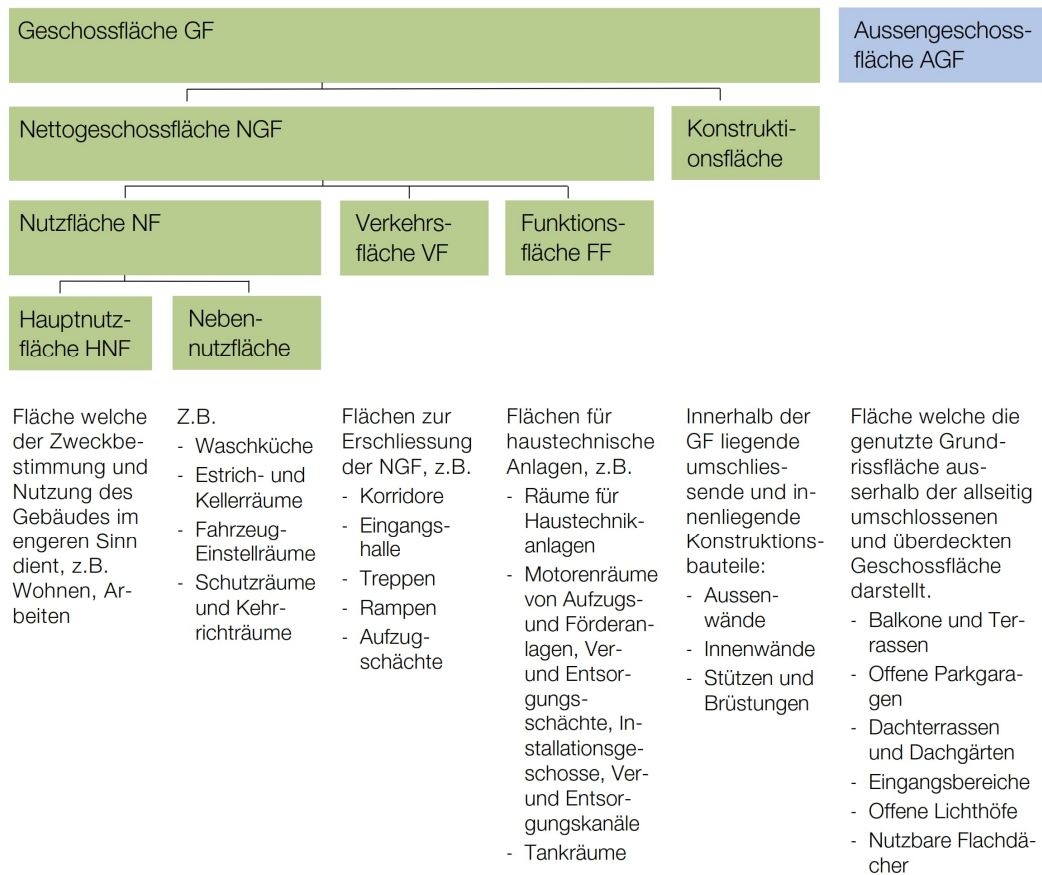 Geschossfläche GF
Aussengeschoss-
fläche AGF
Nettogeschossfläche NGF
Konstrukti-
onsfläche
Nutzfläche NF
Verkehrs-
fläche VF
Funktions-
fläche FF
Hauptnutz-
fläche HNF
Neben-
nutzfläche
Fläche welche
der Zweckbe-
stimmung und
Nutzung des
Gebäudes im
engeren Sinn
dient, z.B.
Wohnen, Ar-
beiten
Z.B.
- Waschküche
- Estrich- und
Kellerräume
- Fahrzeug-
Einstellräume
- Schutzräume
und Kehr-
richträume
Flächen zur
Erschliessung
der NGF, z.B.
- Korridore
- Eingangs-
halle
- Treppen
- Rampen
- Aufzug-
schächte
Flächen für
haustechnische
Anlagen, z.B.
- Räume für
Haustechnik-
anlagen
- Motorenräume
von Aufzugs-
und Förderan-
lagen, Ver-
und Entsor-
gungs-
schächte, In-
stallationsge-
schosse, Ver-
und Entsor-
gungskanäle
- Tankräume
Innerhalb der
GF liegende
umschlies-
sende und in-
nenliegende
Konstruktions-
bauteile:
- Aussen-
wände
- Innenwände
- Stützen und
Brüstungen
Fläche welche die
genutzte Grund-
rissfläche aus-
serhalb der allseitig
umschlossenen
und überdeckten
Geschossfläche
darstellt.
- Balkone und Ter-
rassen
- Offene Parkgara-
gen
- Dachterrassen
und Dachgärten
- Eingangsbereiche
- Offene Lichthöfe
- Nutzbare Flachdä-
cher